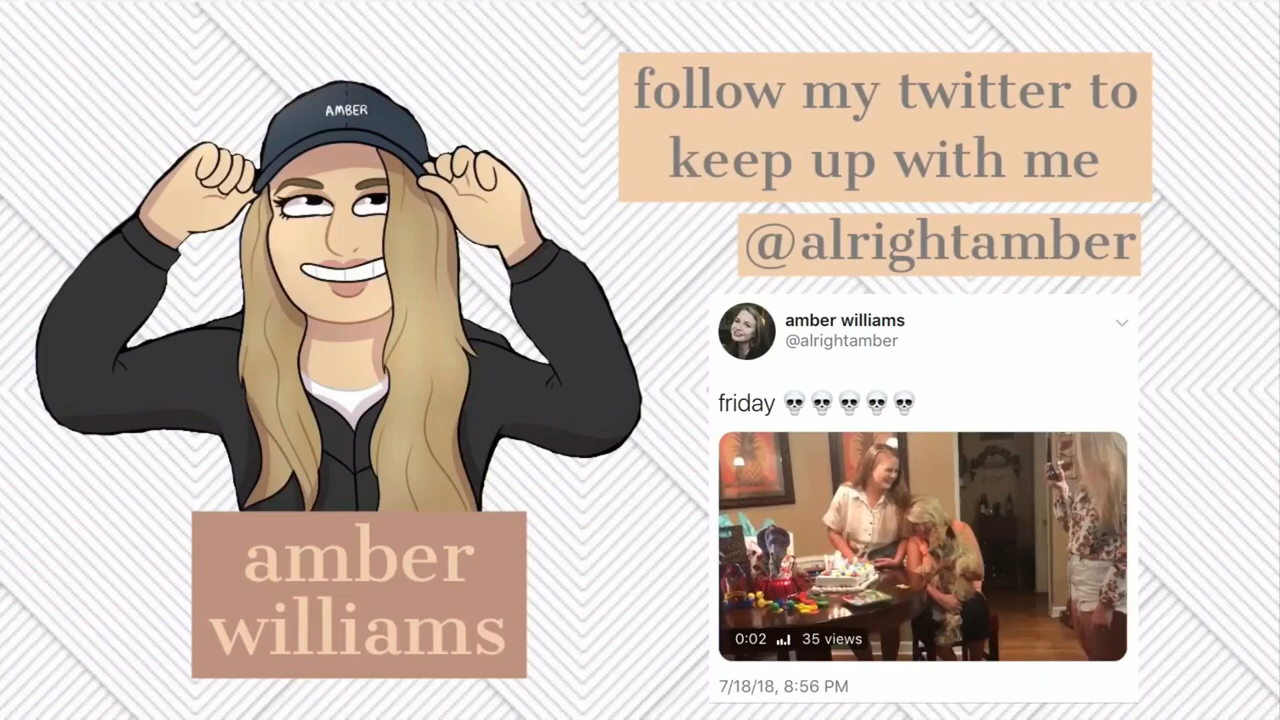 AMBER
amber
williams
follow my twitter to
keep up with me
@alrightamber
amber williams
@alrightamber
friday 💀💀💀💀💀
0:02 35 views
7/18/18, 8:56 PM